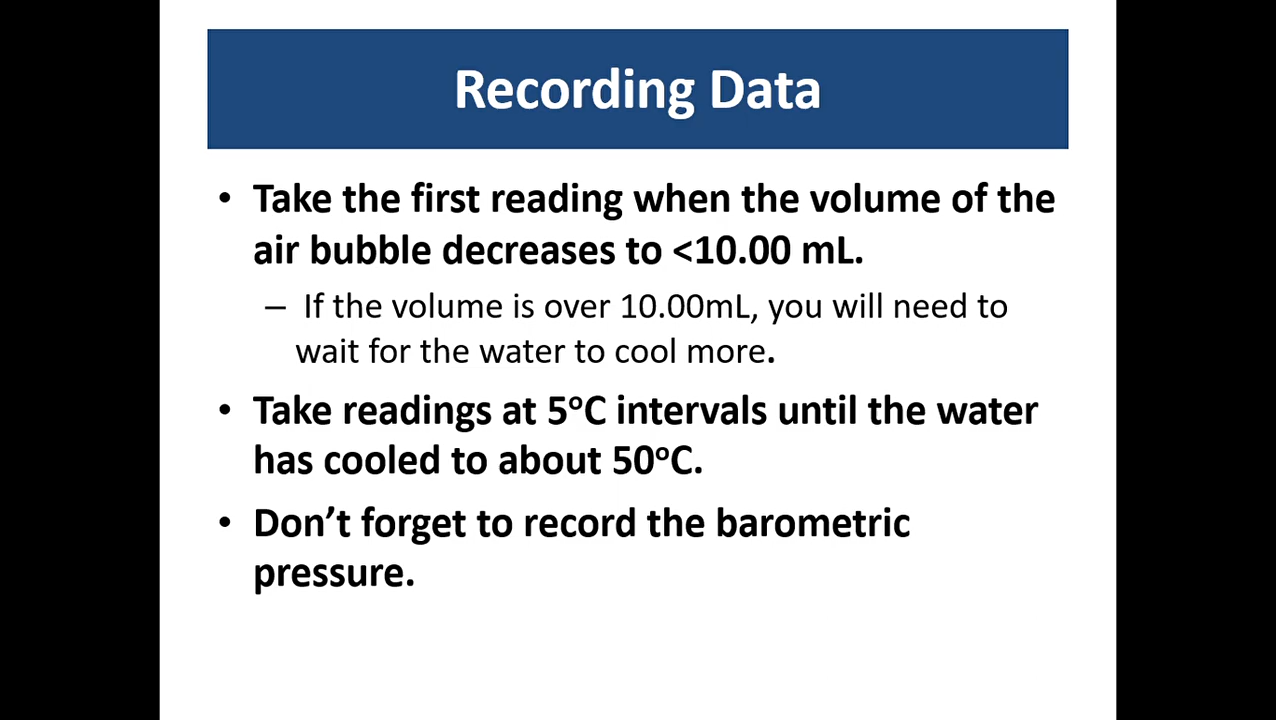 Recording Data
• Take the first reading when the volume of the
air bubble decreases to <10.00 mL.
– If the volume is over 10.00mL, you will need to
wait for the water to cool more.
• Take readings at 5ºC intervals until the water
has cooled to about 50ºC.
• Don’t forget to record the barometric
pressure.